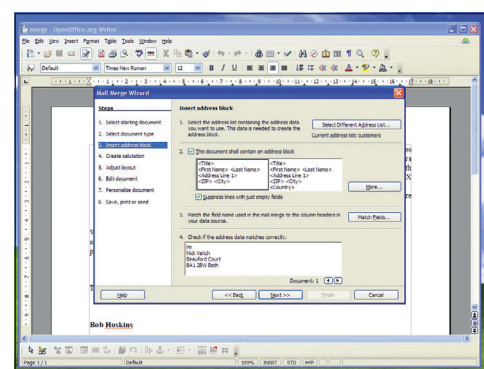 merge - OpenOffice.org Writer
File Edit View Insert Format Table Tools Window Help
Default Times New Roman 12 B I U
Mail Merge Wizard
Steps
1. Select starting document
2. Select document type
3. Insert address block
4. Create salutation
5. Adjust layout
6. Edit document
7. Personalize document
8. Save, print or send
Insert address block
1. Select the address list containing the address data
you want to use. This data is needed to create the
address block.
Select Different Address List...
Current address list: customers
2. This document shall contain an address block
<Title>
<First Name> <Last Name>
<Address Line 1>
<ZIP> <City>
<Title>
<First Name> <Last Name>
<Address Line 1>
<ZIP> <City>
<Country>
More...
Suppress lines with just empty fields
3. Match the field name used in the mail merge to the column headers in
your data source.
Match Fields...
4. Check if the address data matches correctly.
Mr
Nick Veitch
Beauford Court
BA1 2BW Bath
Document: 1
Help << Back Next >> Finish Cancel
Bob Hoskins
Page 1 / 1 Default 109% INSRT STD HYP